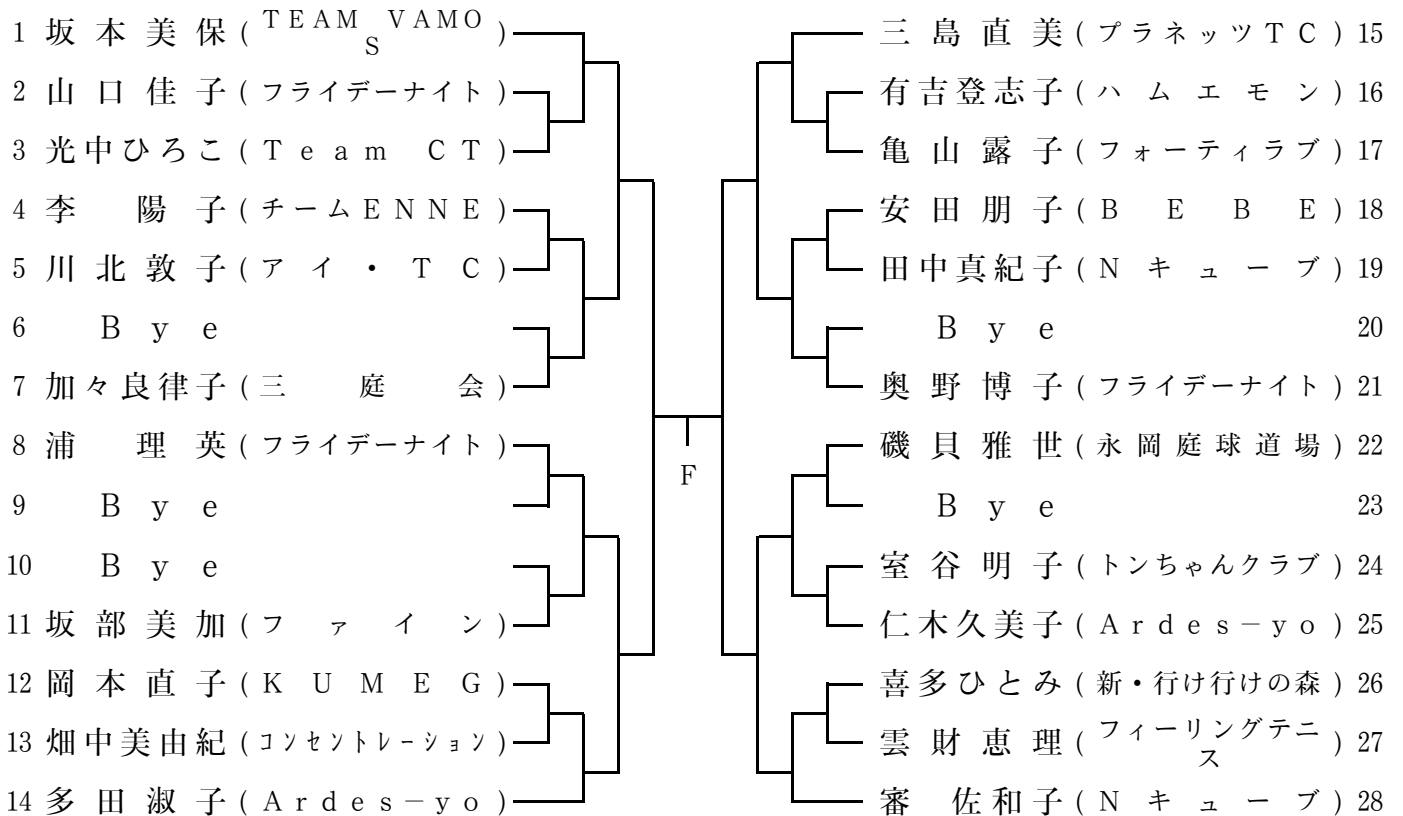 1 坂本美保(TEAM VAMOS)
2 山口佳子(フライデーナイト)
3 光中ひろこ(Team CT)
4 李 陽子(チームENNE)
5 川北敦子(アイ・TC)
6 Bye
7 加々良律子(三庭会)
8 浦 理英(フライデーナイト)
9 Bye
10 Bye
11 坂部美加(ファイン)
12 岡本直子(KUMEG)
13 畑中美由紀(コンセントレーション)
14 多田淑子(Ardes−yo)
F
三島直美(プラネッツTC) 15
有吉登志子(ハムエモン) 16
亀山露子(フォーティラブ) 17
安田朋子(BEBE) 18
田中真紀子(Nキューブ) 19
Bye 20
奥野博子(フライデーナイト) 21
磯貝雅世(永岡庭球道場) 22
Bye 23
室谷明子(トンちゃんクラブ) 24
仁木久美子(Ardes−yo) 25
喜多ひとみ(新・行け行けの森) 26
雲財恵理(フィーリングテニス) 27
審 佐和子(Nキューブ) 28